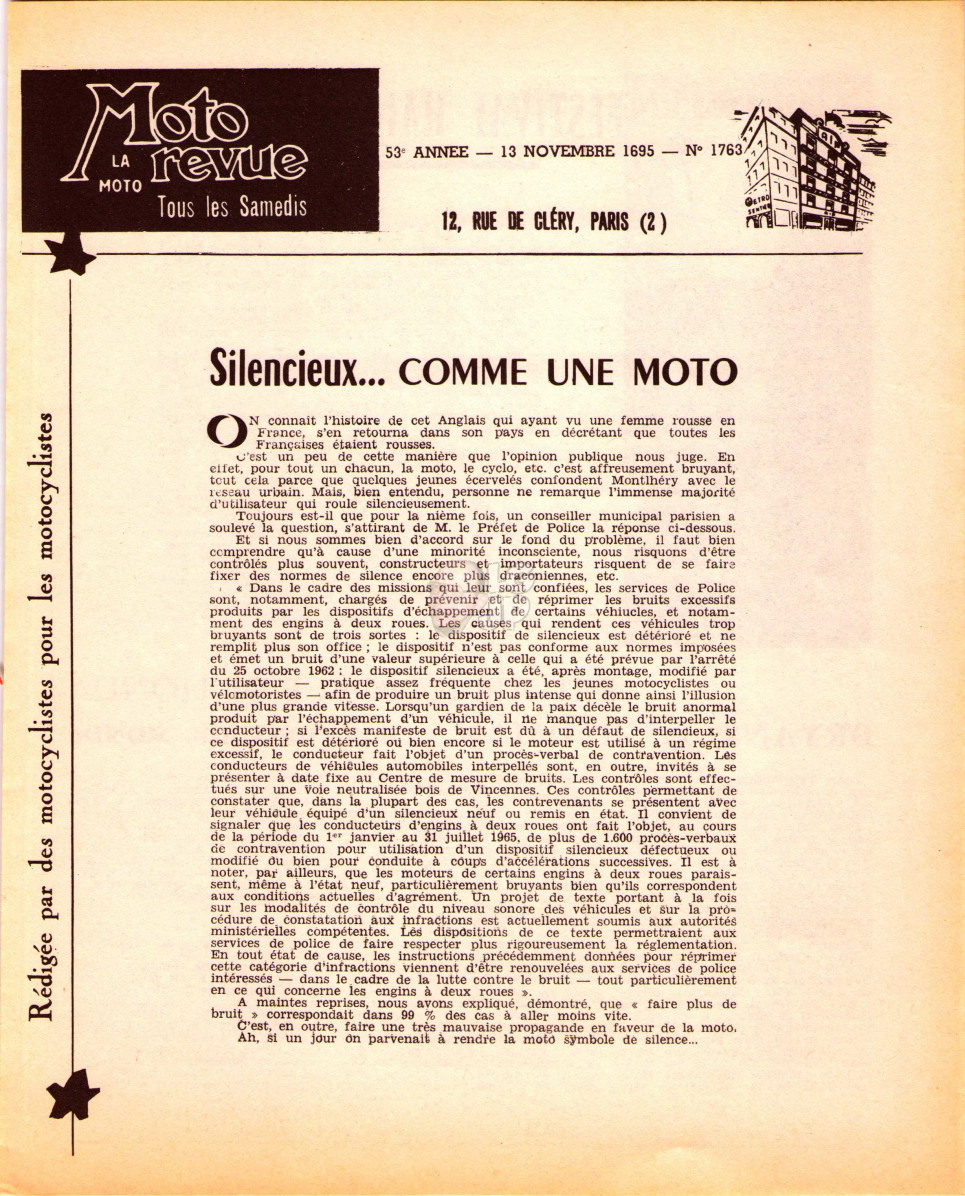 Moto
LA revue
MOTO
Tous les Samedis
53e ANNEE — 13 NOVEMBRE 1695 — N° 1763
12, RUE DE CLÉRY, PARIS (2)
METRO
SENTIER
Rédigée par des motocyclistes pour les motocyclistes
Silencieux... COMME UNE MOTO
ON connaît l'histoire de cet Anglais qui ayant vu une femme rousse en
France, s'en retourna dans son pays en décrétant que toutes les
Françaises étaient rousses.
C'est un peu de cette manière que l'opinion publique nous juge. En
effet, pour tout un chacun, la moto, le cyclo, etc. c'est affreusement bruyant,
tout cela parce que quelques jeunes écervelés confondent Montlhéry avec le
réseau urbain. Mais, bien entendu, personne ne remarque l'immense majorité
d'utilisateur qui roule silencieusement.
Toujours est-il que pour la nième fois, un conseiller municipal parisien a
soulevé la question, s'attirant de M. le Préfet de Police la réponse ci-dessous.
Et si nous sommes bien d'accord sur le fond du problème, il faut bien
comprendre qu'à cause d'une minorité inconsciente, nous risquons d'être
contrôlés plus souvent, constructeurs et importateurs risquent de se faire
fixer des normes de silence encore plus draconiennes, etc.
« Dans le cadre des missions qui leur sont confiées, les services de Police
sont, notamment, chargés de prévenir et de réprimer les bruits excessifs
produits par les dispositifs d'échappement de certains véhiucles, et notam-
ment des engins à deux roues. Les causes qui rendent ces véhicules trop
bruyants sont de trois sortes : le dispositif de silencieux est détérioré et ne
remplit plus son office ; le dispositif n'est pas conforme aux normes imposées
et émet un bruit d'une valeur supérieure à celle qui a été prévue par l'arrêté
du 25 octobre 1962 ; le dispositif silencieux a été, après montage, modifié par
l'utilisateur — pratique assez fréquente chez les jeunes motocyclistes ou
vélomotoristes — afin de produire un bruit plus intense qui donne ainsi l'illusion
d'une plus grande vitesse. Lorsqu'un gardien de la paix décèle le bruit anormal
produit par l'échappement d'un véhicule, il ne manque pas d'interpeller le
conducteur ; si l'excès manifeste de bruit est dû à un défaut de silencieux, si
ce dispositif est détérioré ou bien encore si le moteur est utilisé à un régime
excessif, le conducteur fait l'objet d'un procès-verbal de contravention. Les
conducteurs de véhicules automobiles interpellés sont, en outre, invités à se
présenter à date fixe au Centre de mesure de bruits. Les contrôles sont effec-
tués sur une voie neutralisée bois de Vincennes. Ces contrôles permettant de
constater que, dans la plupart des cas, les contrevenants se présentent avec
leur véhicule équipé d'un silencieux neuf ou remis en état. Il convient de
signaler que les conducteurs d'engins à deux roues ont fait l'objet, au cours
de la période du 1er janvier au 31 juillet 1965, de plus de 1.600 procès-verbaux
de contravention pour utilisation d'un dispositif silencieux défectueux ou
modifié ou bien pour conduite à coups d'accélérations successives. Il est à
noter, par ailleurs, que les moteurs de certains engins à deux roues parais-
sent, même à l'état neuf, particulièrement bruyants bien qu'ils correspondent
aux conditions actuelles d'agrément. Un projet de texte portant à la fois
sur les modalités de contrôle du niveau sonore des véhicules et sur la pro-
cédure de constatation aux infractions est actuellement soumis aux autorités
ministérielles compétentes. Les dispositions de ce texte permettraient aux
services de police de faire respecter plus rigoureusement la réglementation.
En tout état de cause, les instructions précédemment données pour réprimer
cette catégorie d'infractions viennent d'être renouvelées aux services de police
intéressés — dans le cadre de la lutte contre le bruit — tout particulièrement
en ce qui concerne les engins à deux roues ».
A maintes reprises, nous avons expliqué, démontré, que « faire plus de
bruit » correspondait dans 99 % des cas à aller moins vite.
C'est, en outre, faire une très mauvaise propagande en faveur de la moto.
Ah, si un jour on parvenait à rendre la moto symbole de silence...